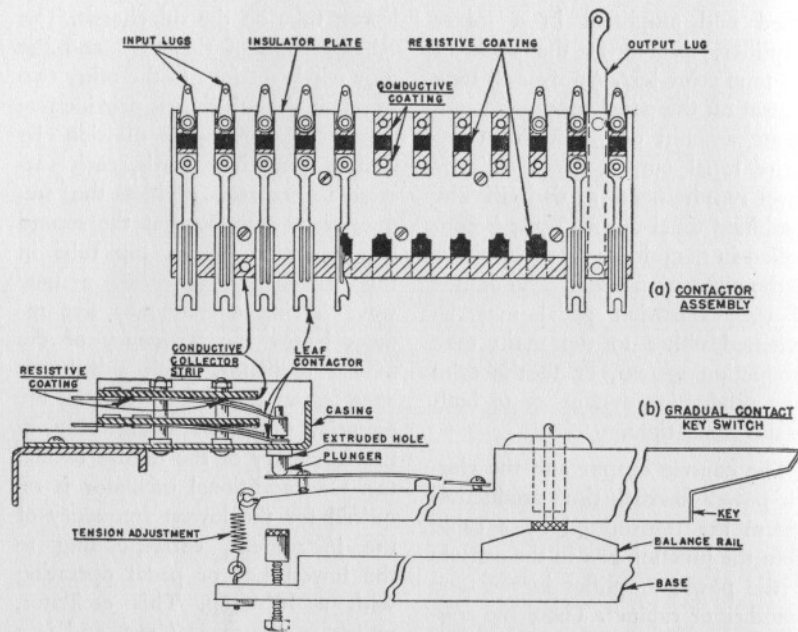 INPUT LUGS
INSULATOR PLATE
RESISTIVE COATING
OUTPUT LUG
CONDUCTIVE
COATING
(a) CONTACTOR
ASSEMBLY
CONDUCTIVE
COLLECTOR
STRIP
LEAF
CONTACTOR
RESISTIVE
COATING
CASING
(b) GRADUAL CONTACT
KEY SWITCH
EXTRUDED HOLE
PLUNGER
KEY
TENSION ADJUSTMENT
BALANCE RAIL
BASE